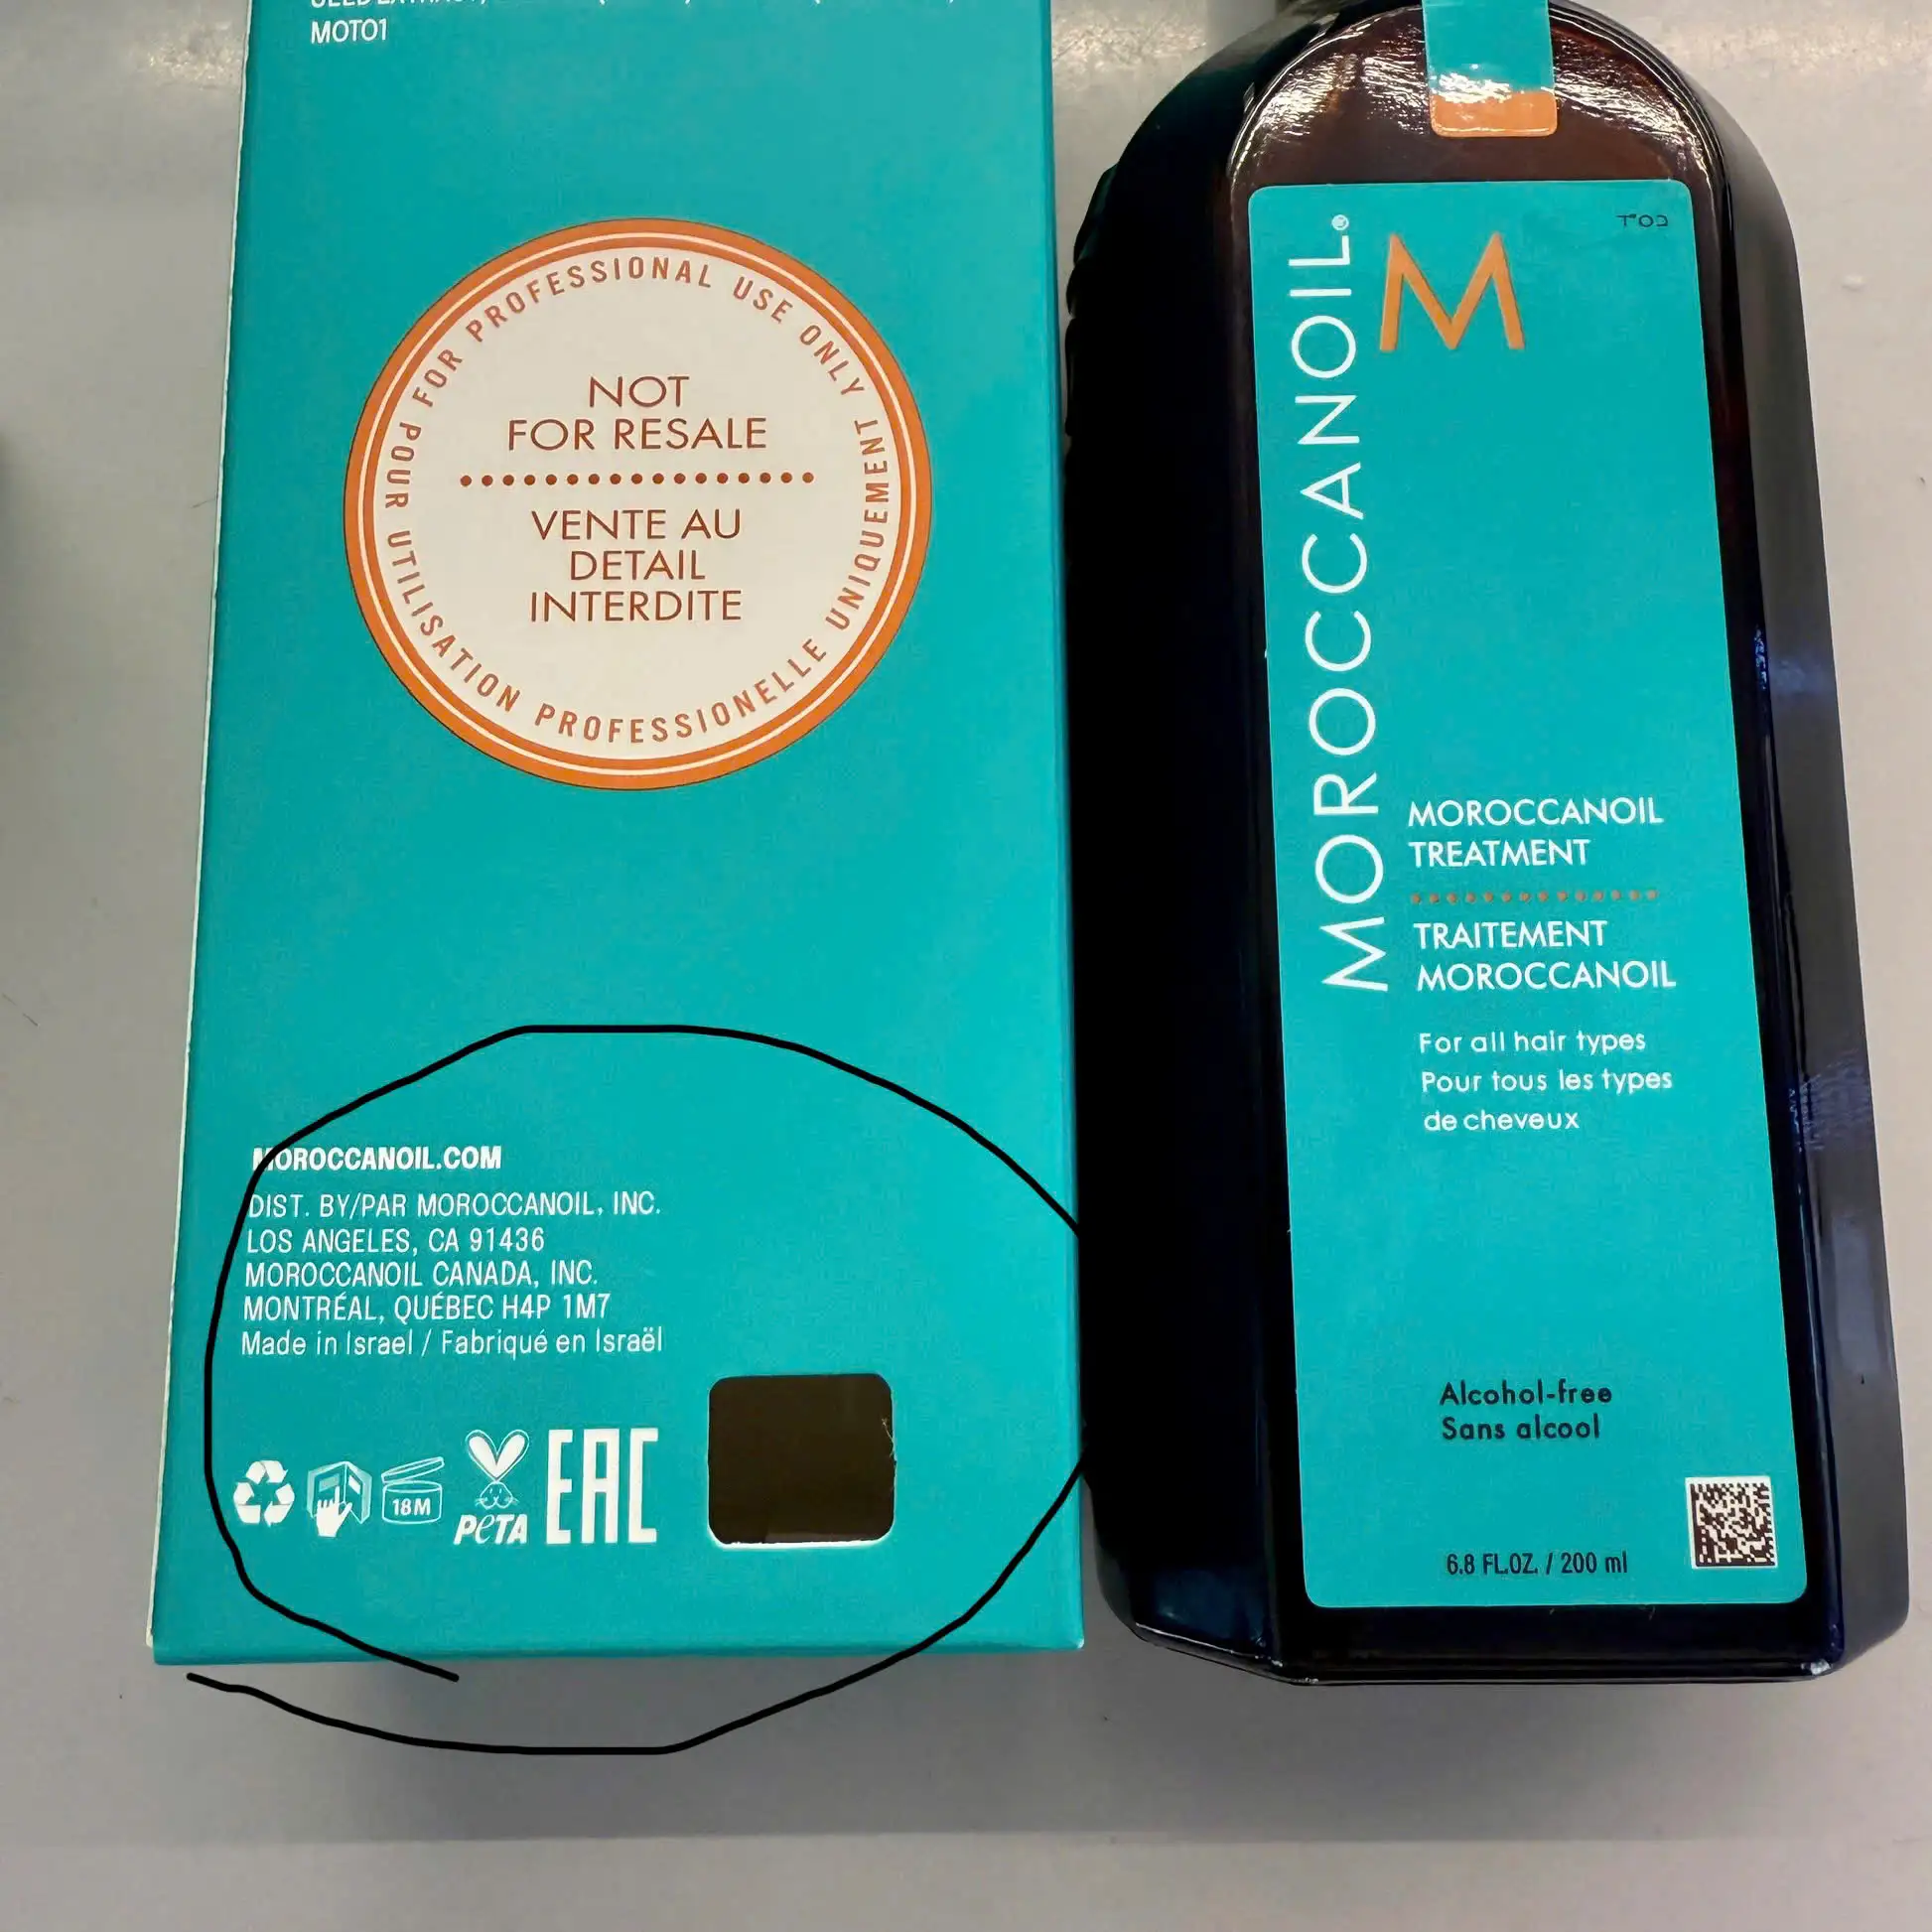 MOT01
FOR PROFESSIONAL USE ONLY
NOT
FOR RESALE
VENTE AU
DETAIL
INTERDITE
POUR UTILISATION PROFESSIONELLE UNIQUEMENT
MOROCCANOIL.COM
DIST. BY/PAR MOROCCANOIL, INC.
LOS ANGELES, CA 91436
MOROCCANOIL CANADA, INC.
MONTRÉAL, QUÉBEC H4P 1M7
Made in Israel / Fabriqué en Israël
18M
PeTA
EAC
M
MOROCCANOIL®
MOROCCANOIL
TREATMENT
TRAITEMENT
MOROCCANOIL
For all hair types
Pour tous les types
de cheveux
Alcohol-free
Sans alcool
6.8 FL.OZ. / 200 ml